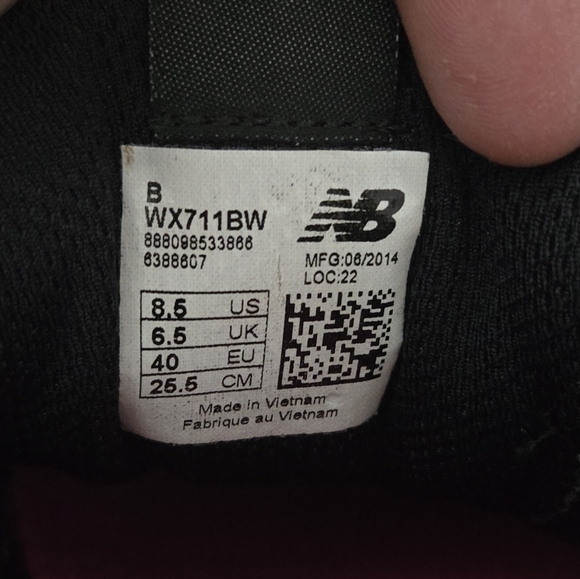 B
WX711BW
888098533866
6388607
NB
MFG:06/2014
LOC:22
8.5 US
6.5 UK
40 EU
25.5 CM
Made in Vietnam
Fabrique au Vietnam